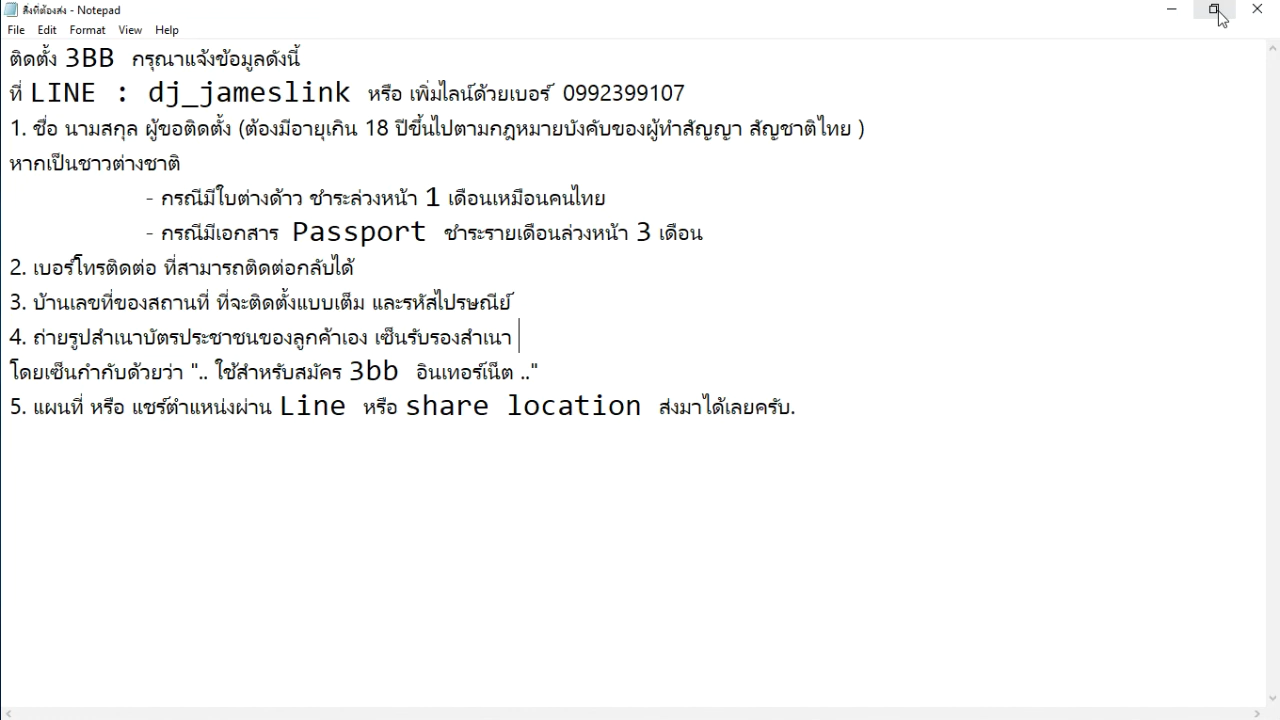 สิ่งที่ต้องส่ง - Notepad
File Edit Format View Help
ติดตั้ง 3BB กรุณาแจ้งข้อมูลดังนี้
ที่ LINE : dj_jameslink หรือ เพิ่มไลน์ด้วยเบอร์ 0992399107
1. ชื่อ นามสกุล ผู้ขอติดตั้ง (ต้องมีอายุเกิน 18 ปีขึ้นไปตามกฎหมายบังคับของผู้ทำสัญญา สัญชาติไทย )
หากเป็นชาวต่างชาติ
- กรณีมีใบต่างด้าว ชำระล่วงหน้า 1 เดือนเหมือนคนไทย
- กรณีมีเอกสาร Passport ชำระรายเดือนล่วงหน้า 3 เดือน
2. เบอร์โทรติดต่อ ที่สามารถติดต่อกลับได้
3. บ้านเลขที่ของสถานที่ ที่จะติดตั้งแบบเต็ม และรหัสไปรษณีย์
4. ถ่ายรูปสำเนาบัตรประชาชนของลูกค้าเอง เซ็นรับรองสำเนา
โดยเซ็นกำกับด้วยว่า ".. ใช้สำหรับสมัคร 3bb อินเทอร์เน็ต .."
5. แผนที่ หรือ แชร์ตำแหน่งผ่าน Line หรือ share location ส่งมาได้เลยครับ.